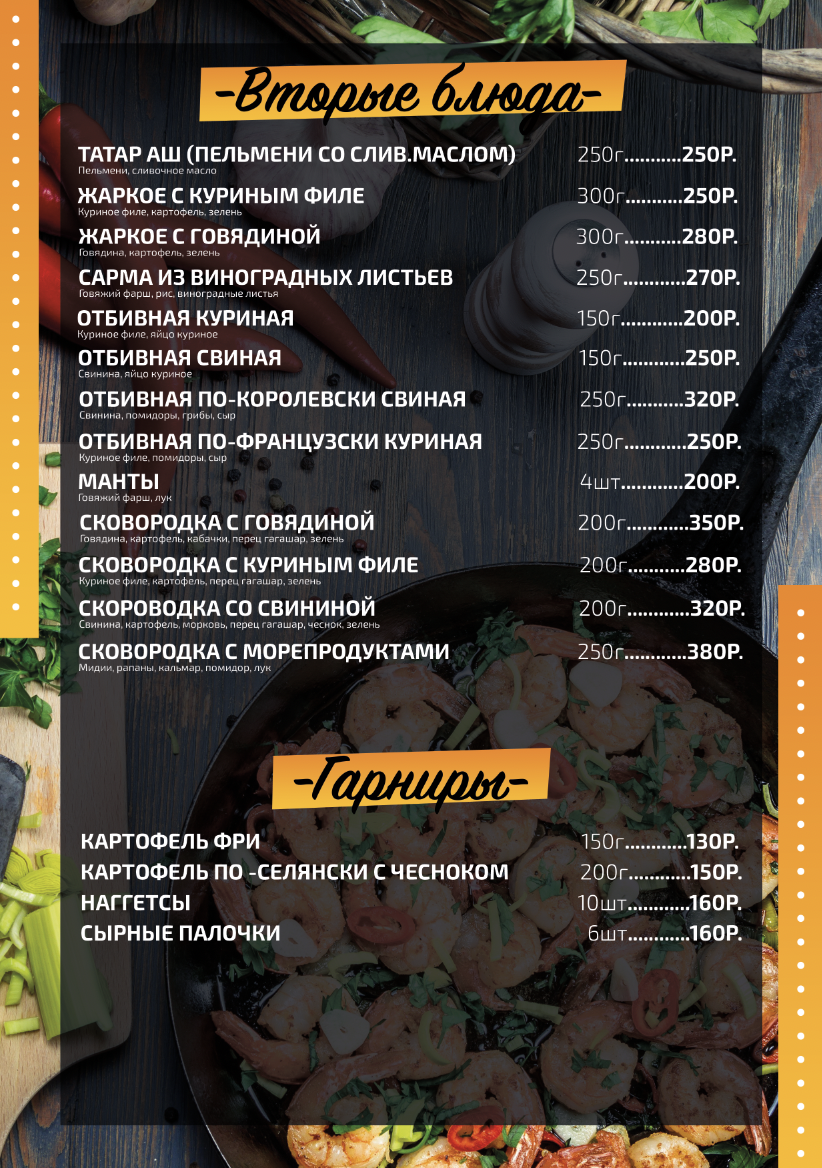 -Вторые блюда-
ТАТАР АШ (ПЕЛЬМЕНИ СО СЛИВ.МАСЛОМ) 250г...........250Р.
Пельмени, сливочное масло
ЖАРКОЕ С КУРИНЫМ ФИЛЕ 300г...........250Р.
Куриное филе, картофель, зелень
ЖАРКОЕ С ГОВЯДИНОЙ 300г...........280Р.
Говядина, картофель, зелень
САРМА ИЗ ВИНОГРАДНЫХ ЛИСТЬЕВ 250г............270Р.
Говяжий фарш, рис, виноградные листья
ОТБИВНАЯ КУРИНАЯ 150г............200Р.
Куриное филе, яйцо куриное
ОТБИВНАЯ СВИНАЯ 150г............250Р.
Свинина, яйцо куриное
ОТБИВНАЯ ПО-КОРОЛЕВСКИ СВИНАЯ 250г...........320Р.
Свинина, помидоры, грибы, сыр
ОТБИВНАЯ ПО-ФРАНЦУЗСКИ КУРИНАЯ 250г............250Р.
Куриное филе, помидоры, сыр
МАНТЫ 4шт............200Р.
Говяжий фарш, лук
СКОВОРОДКА С ГОВЯДИНОЙ 200г............350Р.
Говядина, картофель, кабачки, перец гагашар, зелень
СКОВОРОДКА С КУРИНЫМ ФИЛЕ 200г...........280Р.
Куриное филе, картофель, перец гагашар, зелень
СКОРОВОДКА СО СВИНИНОЙ 200г............320Р.
Свинина, картофель, морковь, перец гагашар, чеснок, зелень
СКОВОРОДКА С МОРЕПРОДУКТАМИ 250г............380Р.
Мидии, рапаны, кальмар, помидор, лук
-Гарниры-
КАРТОФЕЛЬ ФРИ 150г............130Р.
КАРТОФЕЛЬ ПО -СЕЛЯНСКИ С ЧЕСНОКОМ 200г............150Р.
НАГГЕТСЫ 10шт............160Р.
СЫРНЫЕ ПАЛОЧКИ 6шт............160Р.